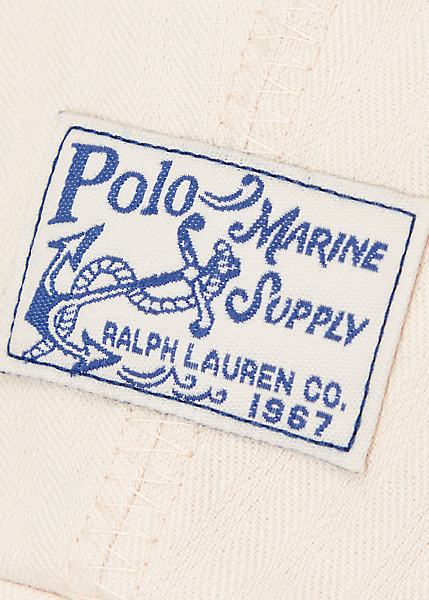 Polo MARINE
SUPPLY
RALPH LAUREN CO.
1967